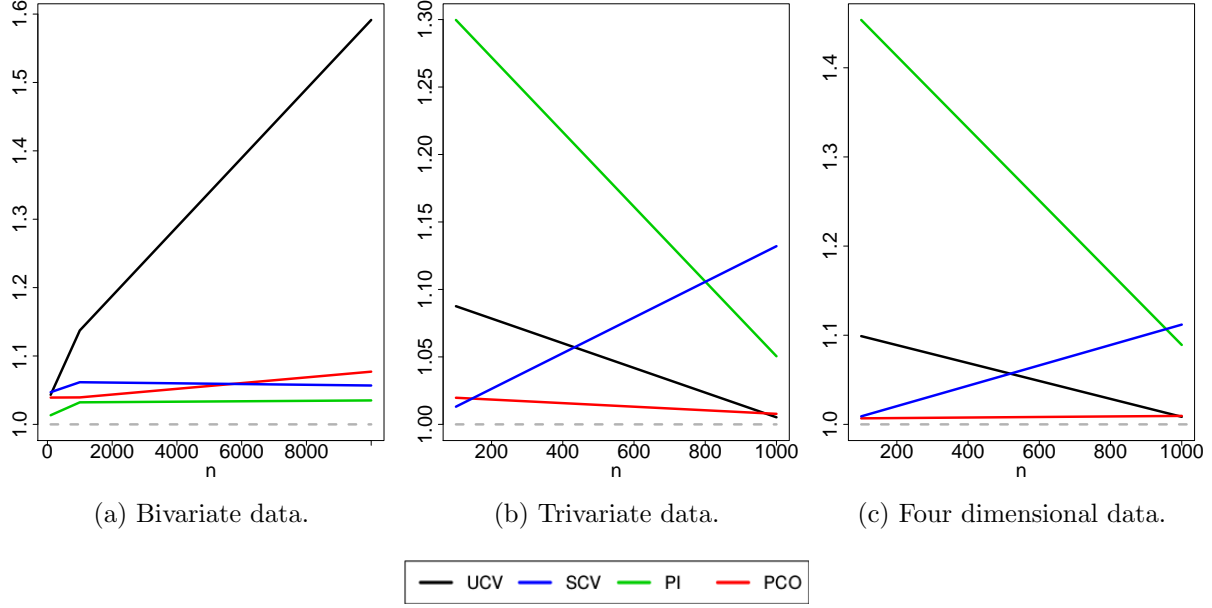 1.0 1.1 1.2 1.3 1.4 1.5 1.6
0 2000 4000 6000 8000
n
(a) Bivariate data.
1.00 1.05 1.10 1.15 1.20 1.25 1.30
200 400 600 800 1000
n
(b) Trivariate data.
1.0 1.1 1.2 1.3 1.4
200 400 600 800 1000
n
(c) Four dimensional data.
UCV SCV PI PCO